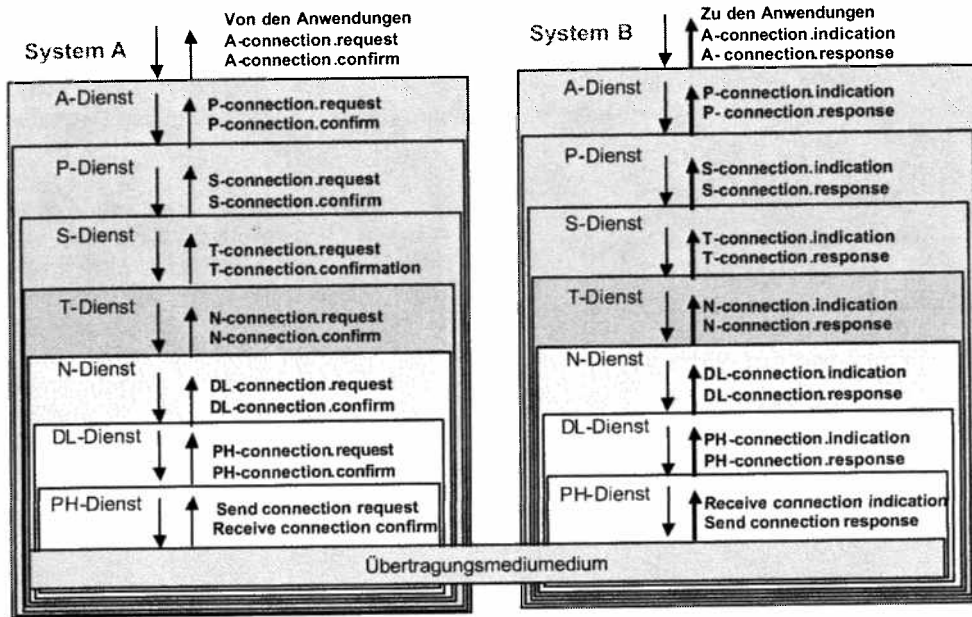 System A
Von den Anwendungen
A-connection.request
A-connection.confirm
A-Dienst
P-connection.request
P-connection.confirm
P-Dienst
S-connection.request
S-connection.confirm
S-Dienst
T-connection.request
T-connection.confirmation
T-Dienst
N-connection.request
N-connection.confirm
N-Dienst
DL-connection.request
DL-connection.confirm
DL-Dienst
PH-connection.request
PH-connection.confirm
PH-Dienst
Send connection request
Receive connection confirm
System B
Zu den Anwendungen
A-connection.indication
A- connection.response
A-Dienst
P-connection.indication
P- connection.response
P-Dienst
S-connection.indication
S-connection.response
S-Dienst
T-connection.indication
T-connection.response
T-Dienst
N-connection.indication
N-connection.response
N-Dienst
DL-connection.indication
DL-connection.response
DL-Dienst
PH-connection.indication
PH-connection.response
PH-Dienst
Receive connection indication
Send connection response
Übertragungsmediumedium